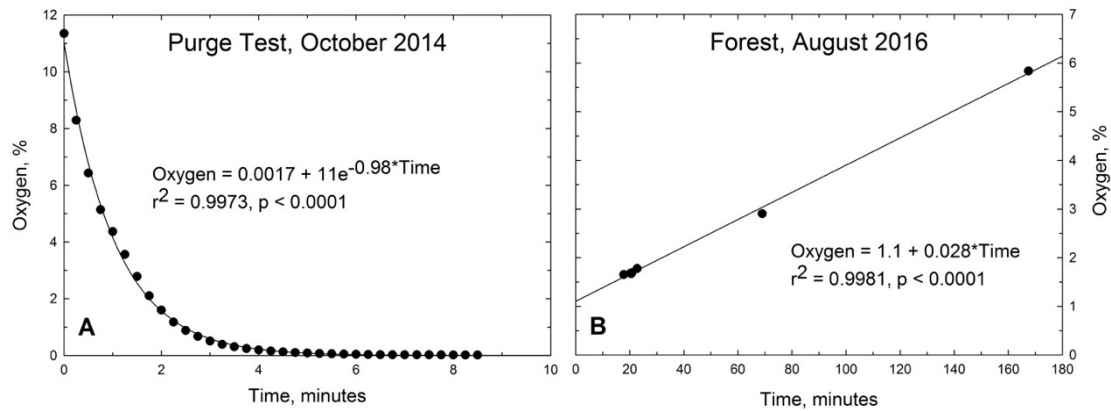 Purge Test, October 2014
Oxygen, %
12
10
8
6
4
2
0
Oxygen = 0.0017 + 11e^-0.98*Time
r² = 0.9973, p < 0.0001
A
0 2 4 6 8 10
Time, minutes
Forest, August 2016
7
6
5
4
3
2
1
0
Oxygen, %
Oxygen = 1.1 + 0.028*Time
r² = 0.9981, p < 0.0001
B
0 20 40 60 80 100 120 140 160 180
Time, minutes